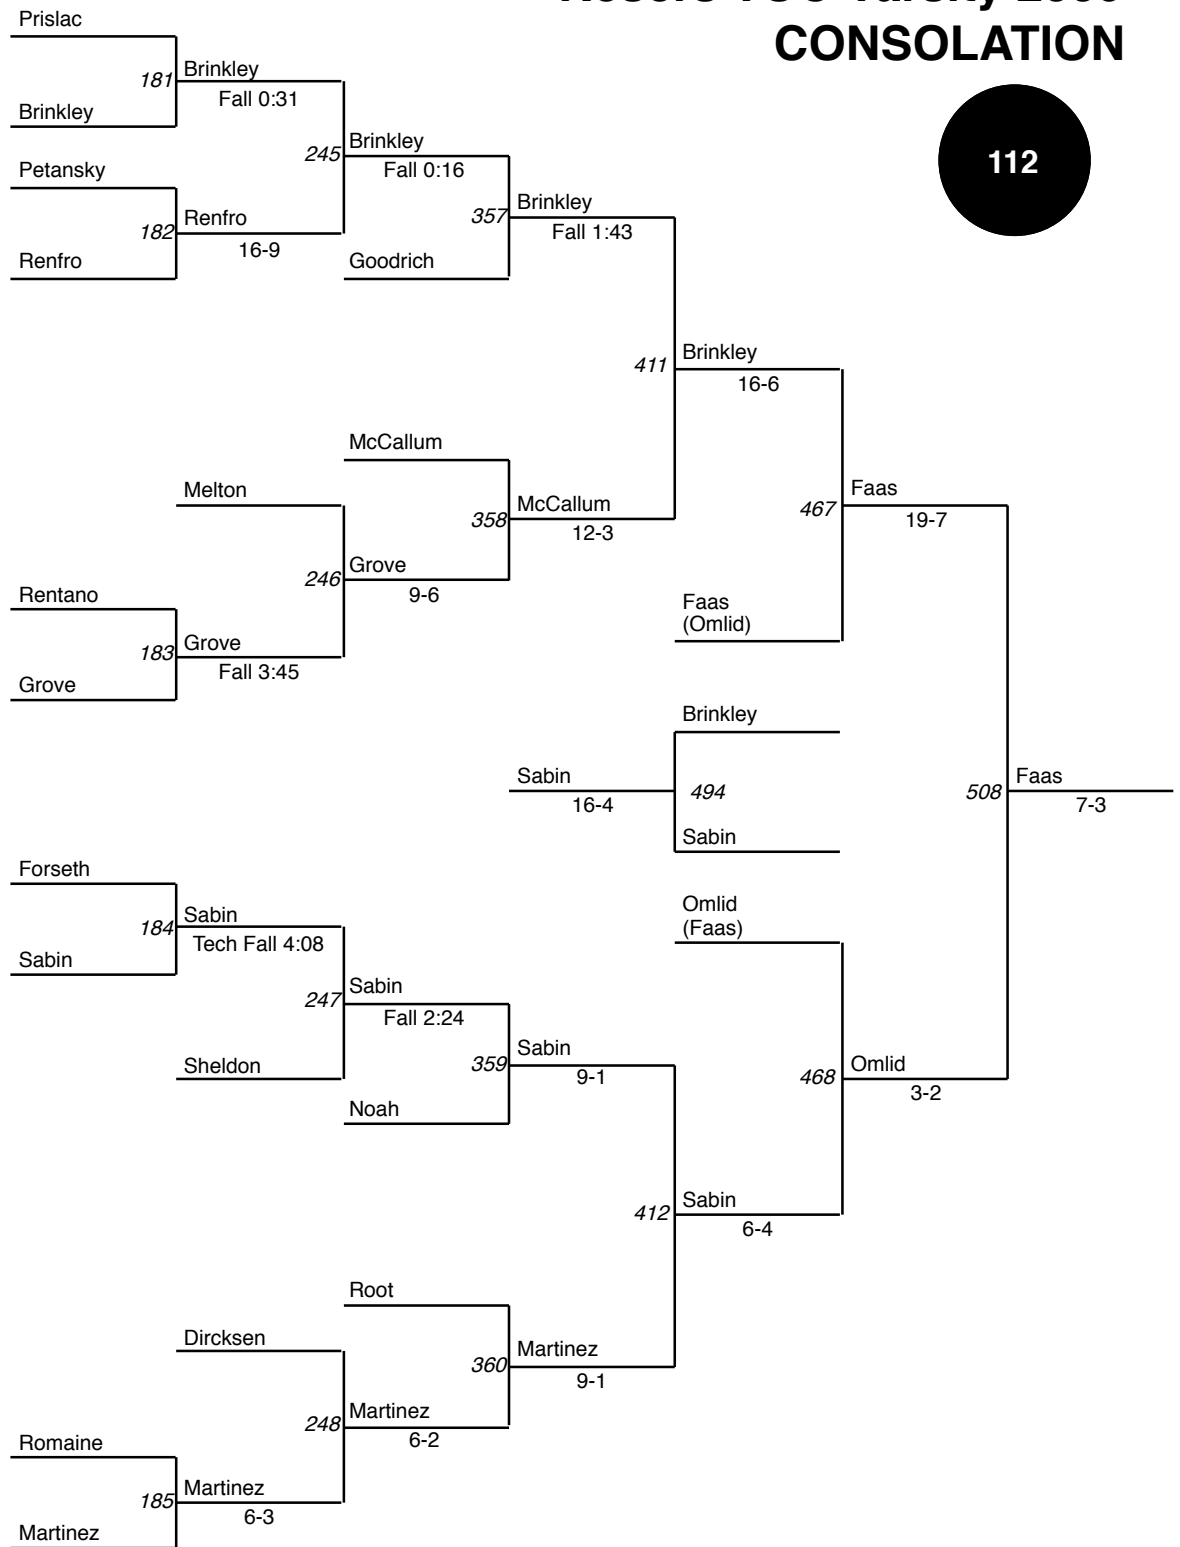 CONSOLATION
112
Prislac
181
Brinkley
Fall 0:31
Brinkley
245
Brinkley
Fall 0:16
Petansky
182
Renfro
16-9
Renfro
357
Brinkley
Fall 1:43
Goodrich
411
Brinkley
16-6
McCallum
Melton
358
McCallum
12-3
246
Grove
9-6
Rentano
183
Grove
Fall 3:45
Grove
467
Faas
19-7
Faas
(Omlid)
Brinkley
Sabin
16-4
494
Sabin
508
Faas
7-3
Forseth
184
Sabin
Tech Fall 4:08
Sabin
247
Sabin
Fall 2:24
Sheldon
359
Sabin
9-1
Noah
Omlid
(Faas)
468
Omlid
3-2
412
Sabin
6-4
Root
Dircksen
360
Martinez
9-1
248
Martinez
6-2
Romaine
185
Martinez
6-3
Martinez